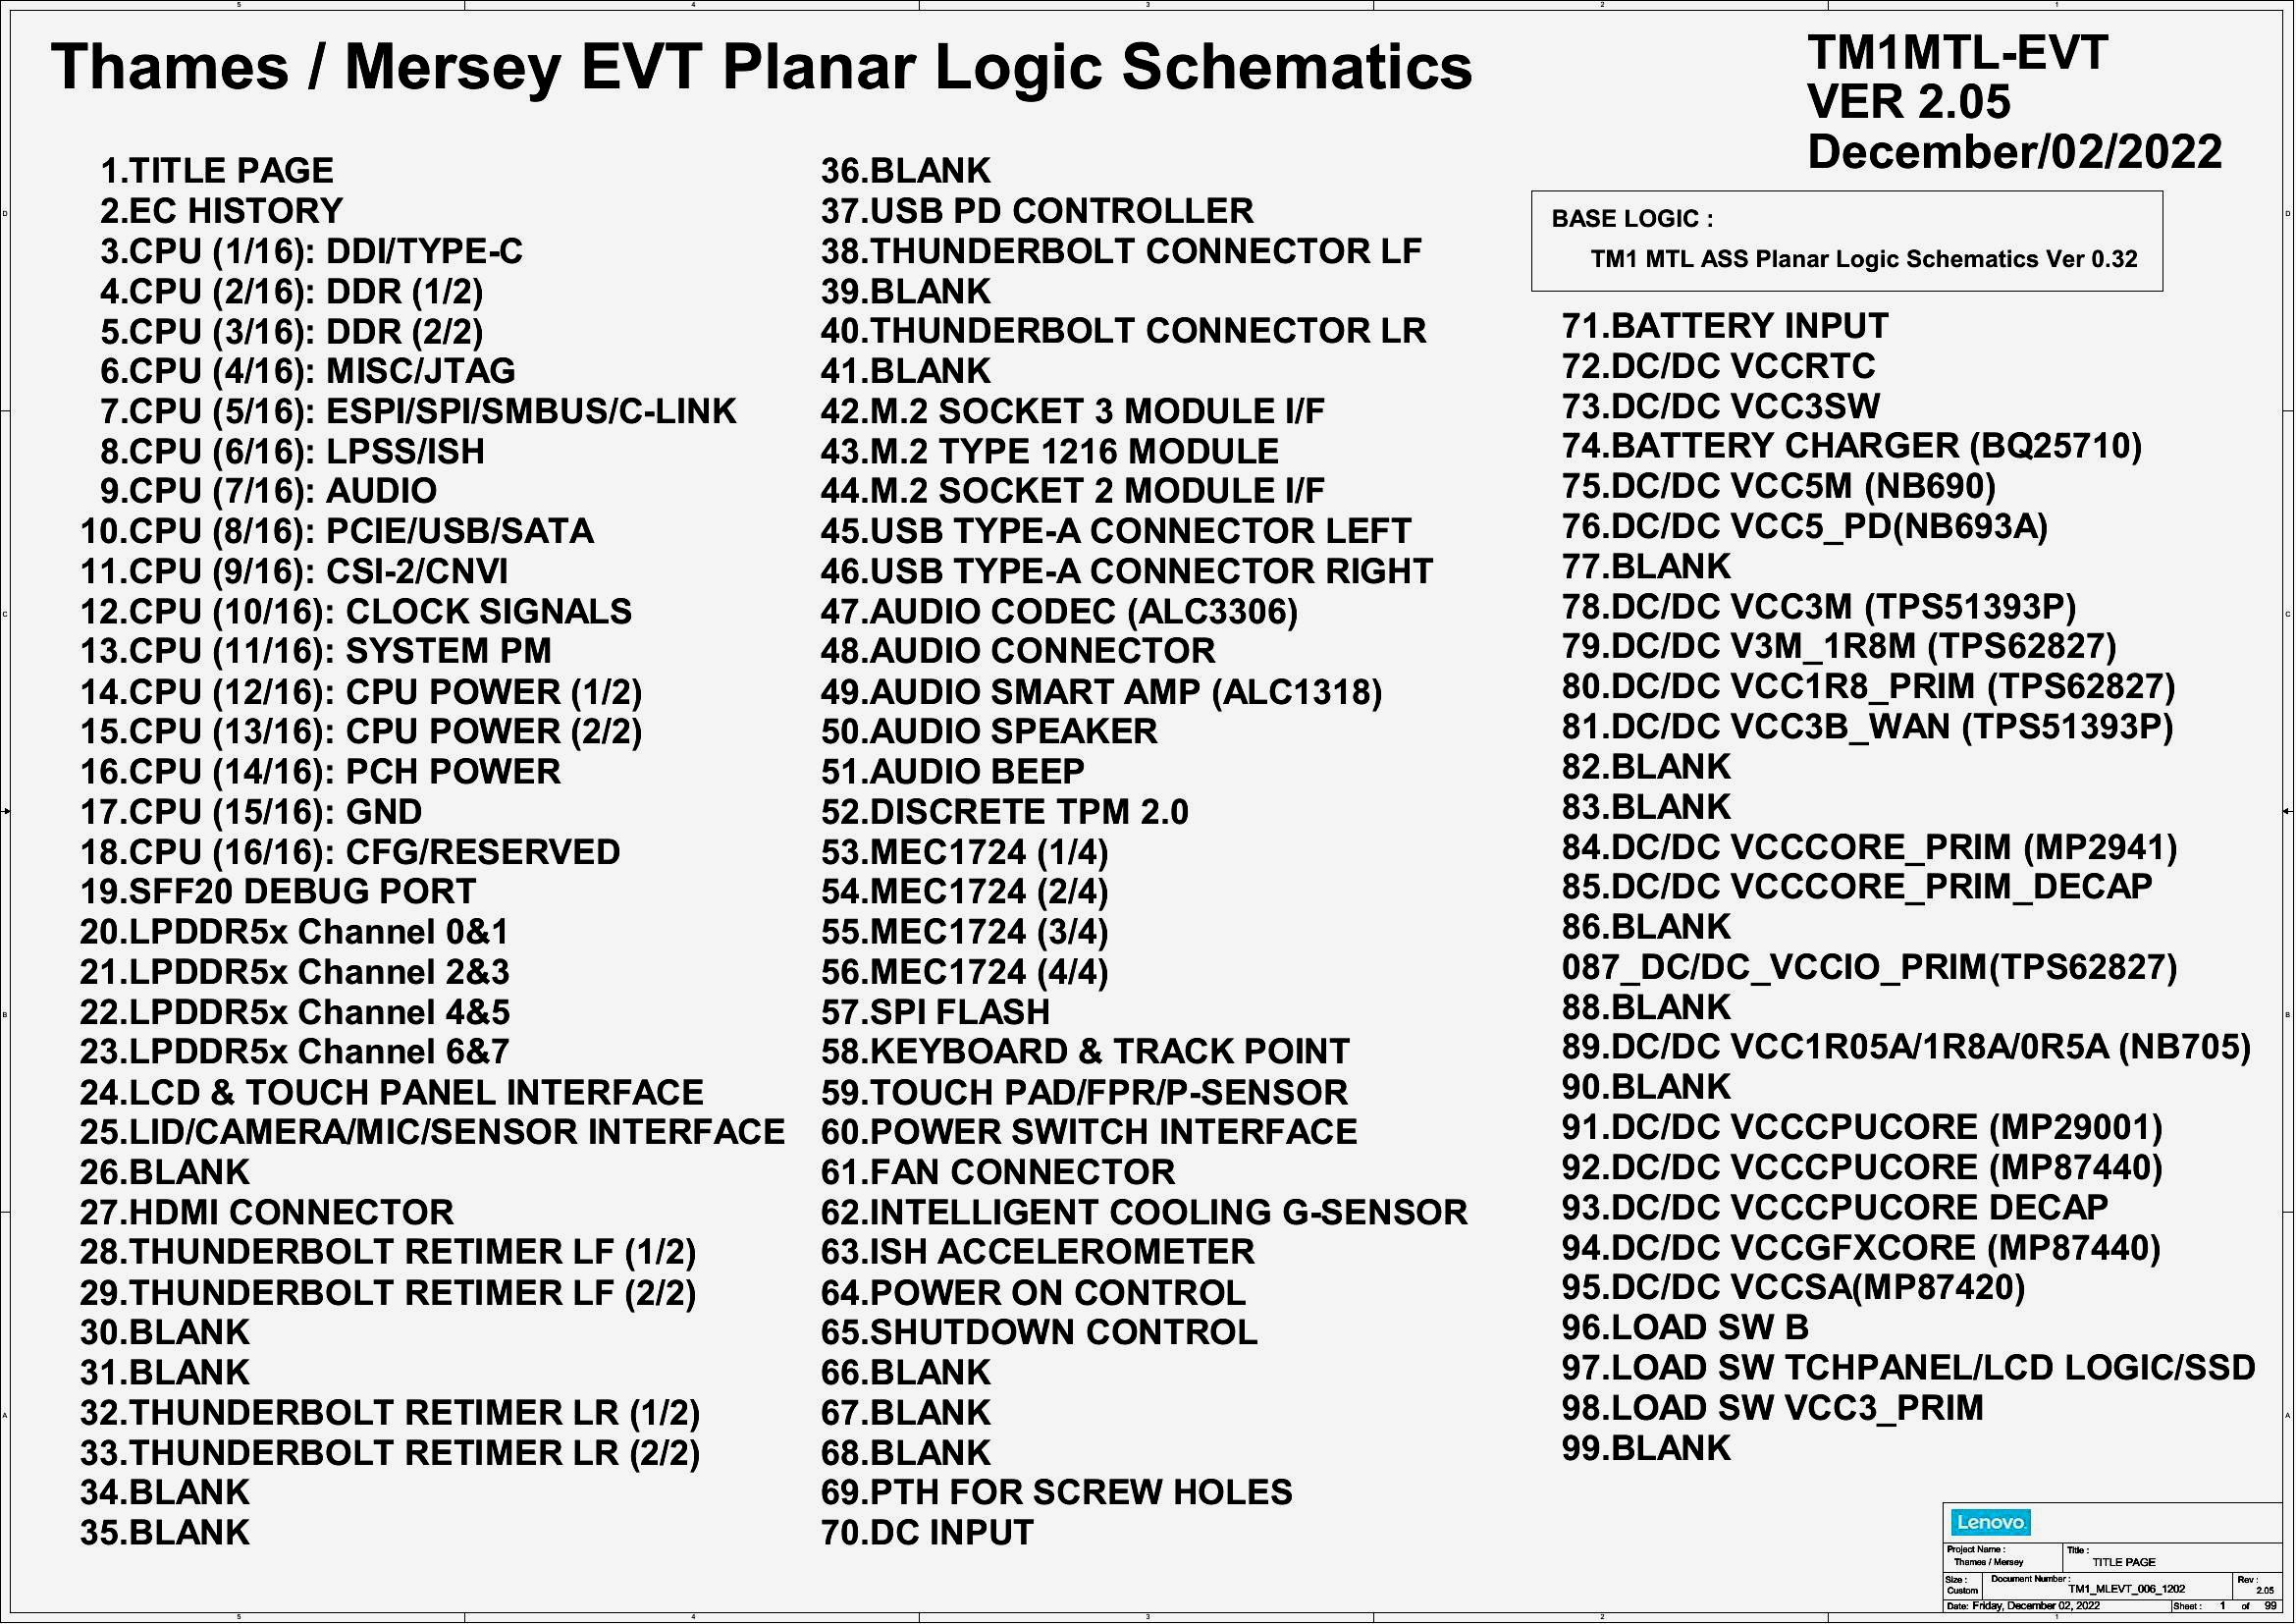 Thames / Mersey EVT Planar Logic Schematics
TM1MTL-EVT
VER 2.05
December/02/2022
BASE LOGIC :
TM1 MTL ASS Planar Logic Schematics Ver 0.32
1.TITLE PAGE
2.EC HISTORY
3.CPU (1/16): DDI/TYPE-C
4.CPU (2/16): DDR (1/2)
5.CPU (3/16): DDR (2/2)
6.CPU (4/16): MISC/JTAG
7.CPU (5/16): ESPI/SPI/SMBUS/C-LINK
8.CPU (6/16): LPSS/ISH
9.CPU (7/16): AUDIO
10.CPU (8/16): PCIE/USB/SATA
11.CPU (9/16): CSI-2/CNVI
12.CPU (10/16): CLOCK SIGNALS
13.CPU (11/16): SYSTEM PM
14.CPU (12/16): CPU POWER (1/2)
15.CPU (13/16): CPU POWER (2/2)
16.CPU (14/16): PCH POWER
17.CPU (15/16): GND
18.CPU (16/16): CFG/RESERVED
19.SFF20 DEBUG PORT
20.LPDDR5x Channel 0&1
21.LPDDR5x Channel 2&3
22.LPDDR5x Channel 4&5
23.LPDDR5x Channel 6&7
24.LCD & TOUCH PANEL INTERFACE
25.LID/CAMERA/MIC/SENSOR INTERFACE
26.BLANK
27.HDMI CONNECTOR
28.THUNDERBOLT RETIMER LF (1/2)
29.THUNDERBOLT RETIMER LF (2/2)
30.BLANK
31.BLANK
32.THUNDERBOLT RETIMER LR (1/2)
33.THUNDERBOLT RETIMER LR (2/2)
34.BLANK
35.BLANK
36.BLANK
37.USB PD CONTROLLER
38.THUNDERBOLT CONNECTOR LF
39.BLANK
40.THUNDERBOLT CONNECTOR LR
41.BLANK
42.M.2 SOCKET 3 MODULE I/F
43.M.2 TYPE 1216 MODULE
44.M.2 SOCKET 2 MODULE I/F
45.USB TYPE-A CONNECTOR LEFT
46.USB TYPE-A CONNECTOR RIGHT
47.AUDIO CODEC (ALC3306)
48.AUDIO CONNECTOR
49.AUDIO SMART AMP (ALC1318)
50.AUDIO SPEAKER
51.AUDIO BEEP
52.DISCRETE TPM 2.0
53.MEC1724 (1/4)
54.MEC1724 (2/4)
55.MEC1724 (3/4)
56.MEC1724 (4/4)
57.SPI FLASH
58.KEYBOARD & TRACK POINT
59.TOUCH PAD/FPR/P-SENSOR
60.POWER SWITCH INTERFACE
61.FAN CONNECTOR
62.INTELLIGENT COOLING G-SENSOR
63.ISH ACCELEROMETER
64.POWER ON CONTROL
65.SHUTDOWN CONTROL
66.BLANK
67.BLANK
68.BLANK
69.PTH FOR SCREW HOLES
70.DC INPUT
71.BATTERY INPUT
72.DC/DC VCCRTC
73.DC/DC VCC3SW
74.BATTERY CHARGER (BQ25710)
75.DC/DC VCC5M (NB690)
76.DC/DC VCC5_PD(NB693A)
77.BLANK
78.DC/DC VCC3M (TPS51393P)
79.DC/DC V3M_1R8M (TPS62827)
80.DC/DC VCC1R8_PRIM (TPS62827)
81.DC/DC VCC3B_WAN (TPS51393P)
82.BLANK
83.BLANK
84.DC/DC VCCCORE_PRIM (MP2941)
85.DC/DC VCCCORE_PRIM_DECAP
86.BLANK
087_DC/DC_VCCIO_PRIM(TPS62827)
88.BLANK
89.DC/DC VCC1R05A/1R8A/0R5A (NB705)
90.BLANK
91.DC/DC VCCCPUCORE (MP29001)
92.DC/DC VCCCPUCORE (MP87440)
93.DC/DC VCCCPUCORE DECAP
94.DC/DC VCCGFXCORE (MP87440)
95.DC/DC VCCSA(MP87420)
96.LOAD SW B
97.LOAD SW TCHPANEL/LCD LOGIC/SSD
98.LOAD SW VCC3_PRIM
99.BLANK
Lenovo
Project Name : Title :
Thames / Mersey TITLE PAGE
Size : Document Number : Rev :
Custom TM1_MLEVT_006_1202 2.05
Date: Friday, December 02, 2022 Sheet : 1 of 99
5 4 3 2 1
D D
C C
B B
A A
5 4 3 2 1